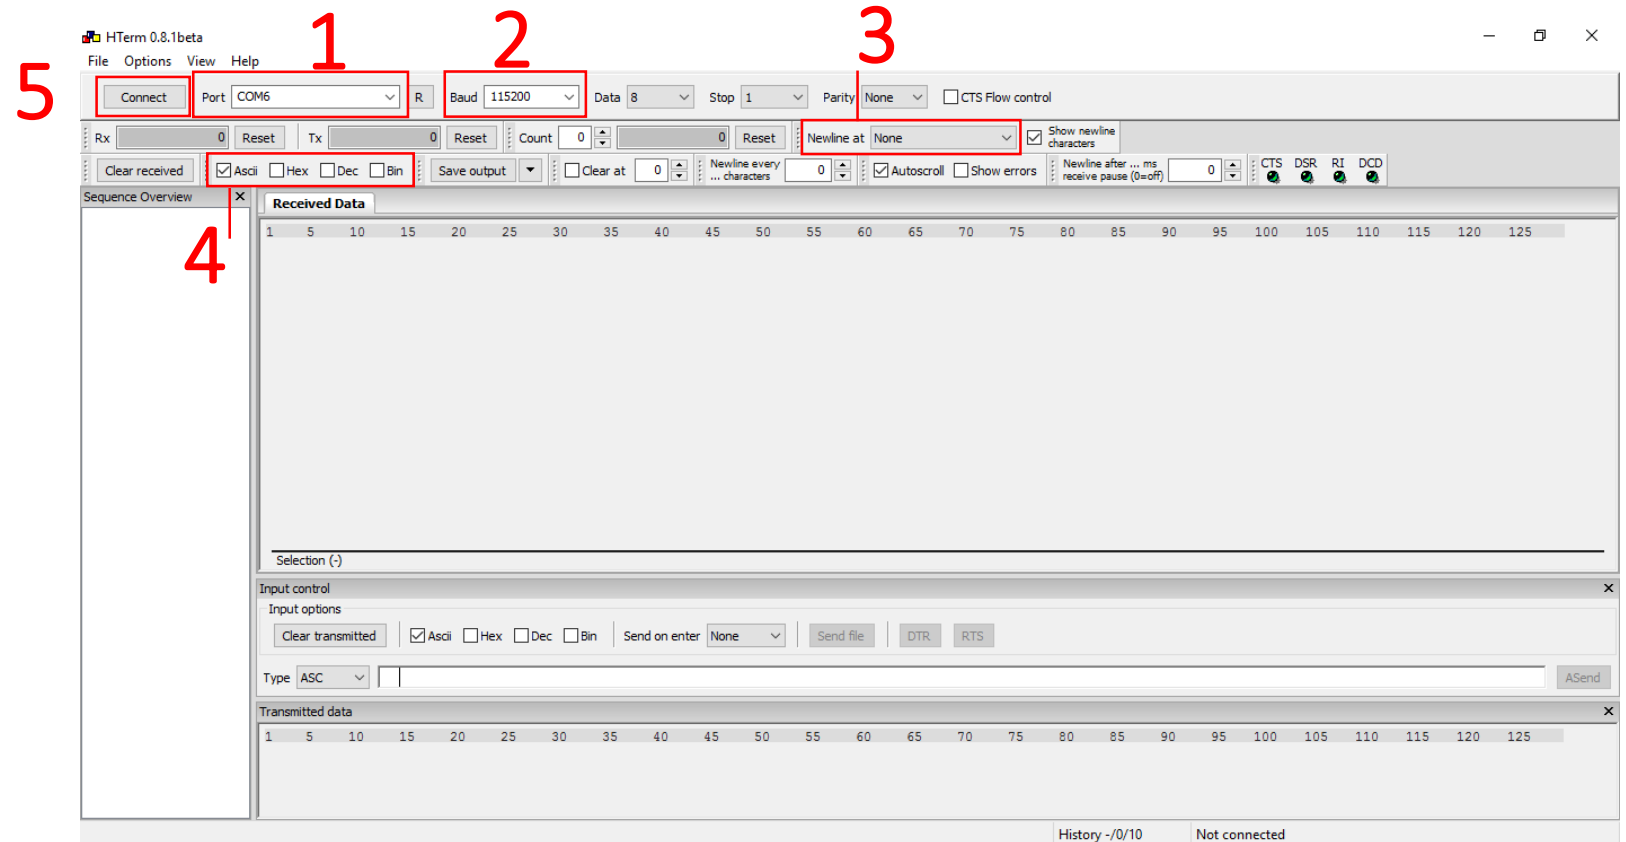 1
2
3
HTerm 0.8.1beta
File Options View Help
5
Connect Port COM6 R Baud 115200 Data 8 Stop 1 Parity None CTS Flow control
Rx 0 Reset Tx 0 Reset Count 0 0 Reset Newline at None Show newline
characters
Clear received Ascii Hex Dec Bin Save output Clear at 0 Newline every
... characters 0 Autoscroll Show errors Newline after ... ms
receive pause (0=off) 0 CTS DSR RI DCD
Sequence Overview Received Data
4
1 5 10 15 20 25 30 35 40 45 50 55 60 65 70 75 80 85 90 95 100 105 110 115 120 125
Selection (-)
Input control
Input options
Clear transmitted Ascii Hex Dec Bin Send on enter None Send file DTR RTS
Type ASC ASend
Transmitted data
1 5 10 15 20 25 30 35 40 45 50 55 60 65 70 75 80 85 90 95 100 105 110 115 120 125
History -/0/10 Not connected